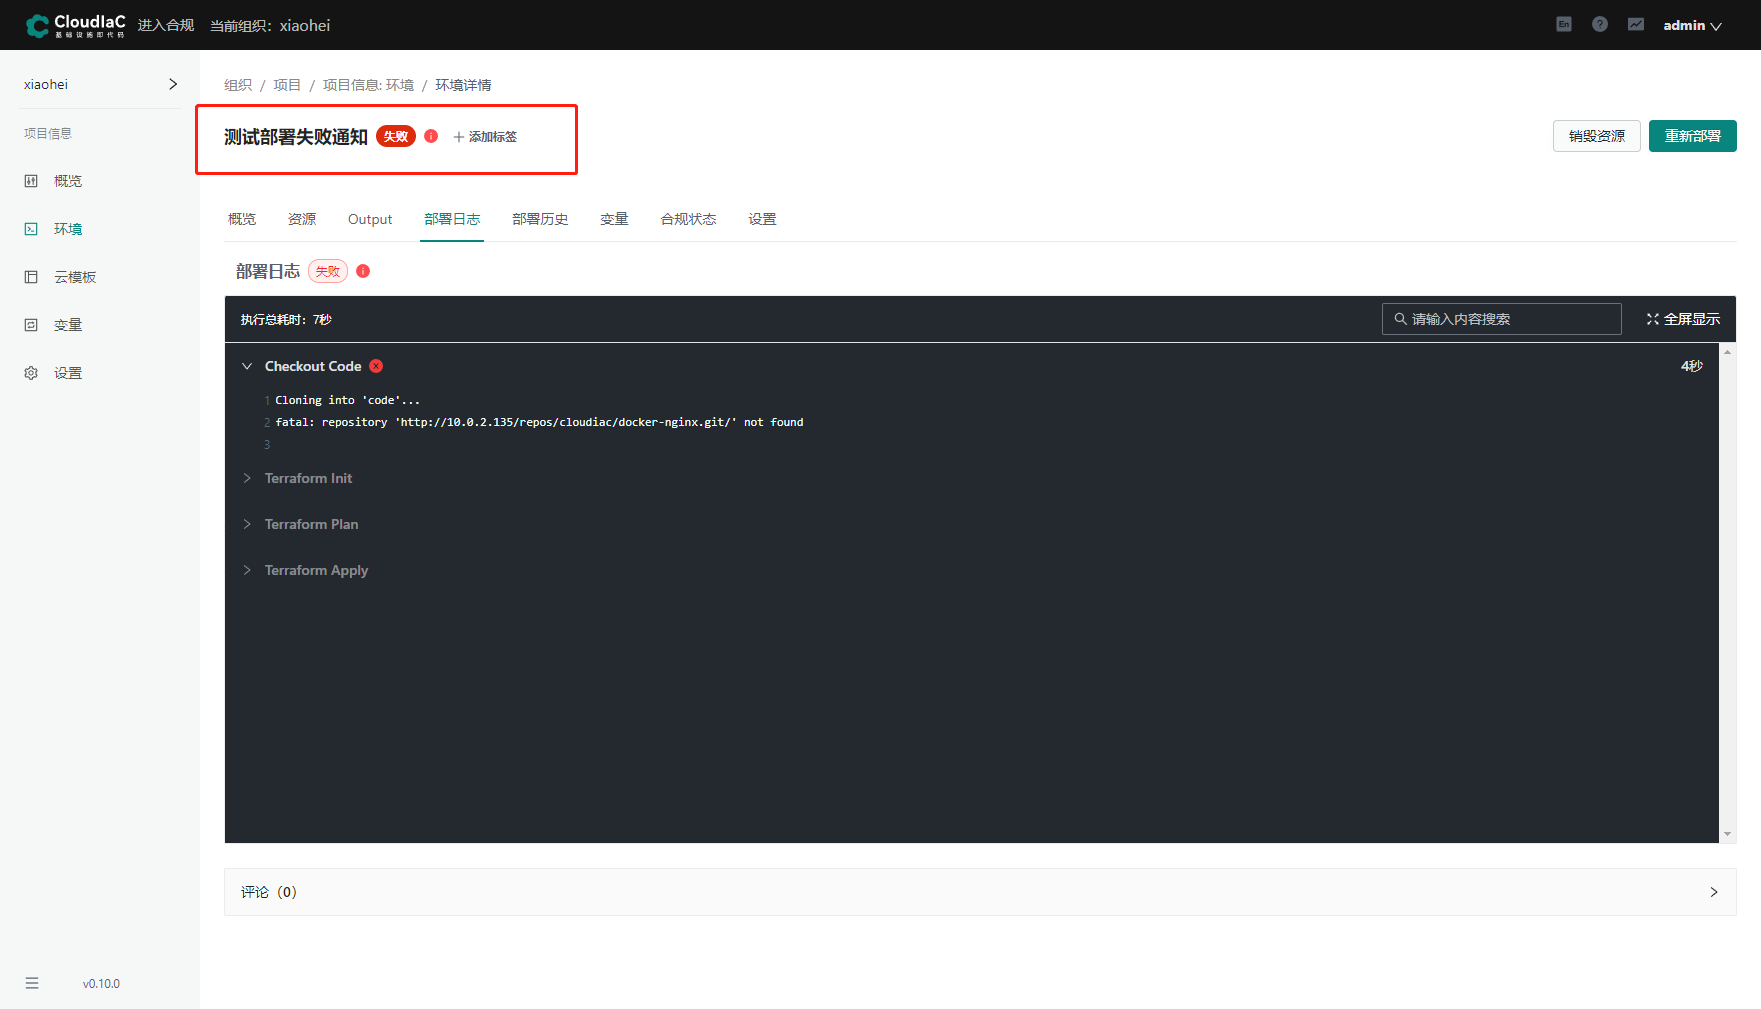 CloudIaC
基础设施即代码
进入合规
当前组织：xiaohei
En
admin
xiaohei
项目信息
概览
环境
云模板
变量
设置
v0.10.0
组织 / 项目 / 项目信息: 环境 / 环境详情
测试部署失败通知 失败 + 添加标签
销毁资源
重新部署
概览 资源 Output 部署日志 部署历史 变量 合规状态 设置
部署日志 失败
执行总耗时：7秒
请输入内容搜索
全屏显示
Checkout Code 4秒
1 Cloning into 'code'...
2 fatal: repository 'http://10.0.2.135/repos/cloudiac/docker-nginx.git/' not found
3
Terraform Init
Terraform Plan
Terraform Apply
评论（0）